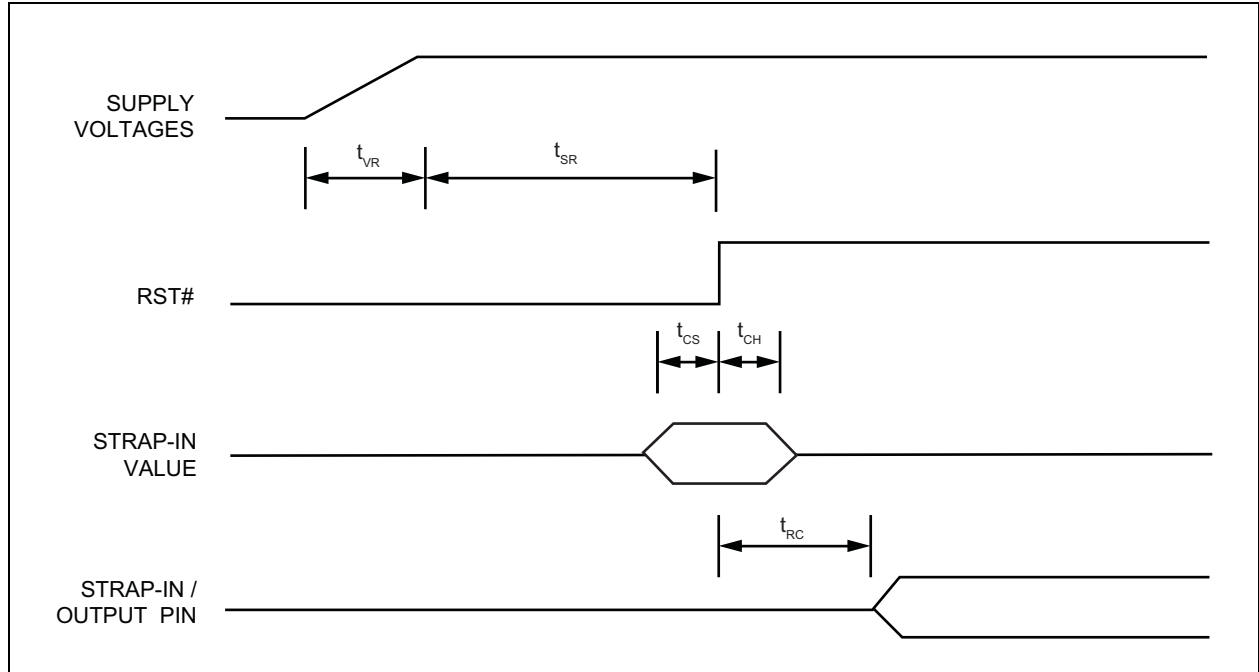 SUPPLY
VOLTAGES
tVR
tSR
RST#
tCS
tCH
STRAP-IN
VALUE
tRC
STRAP-IN /
OUTPUT PIN